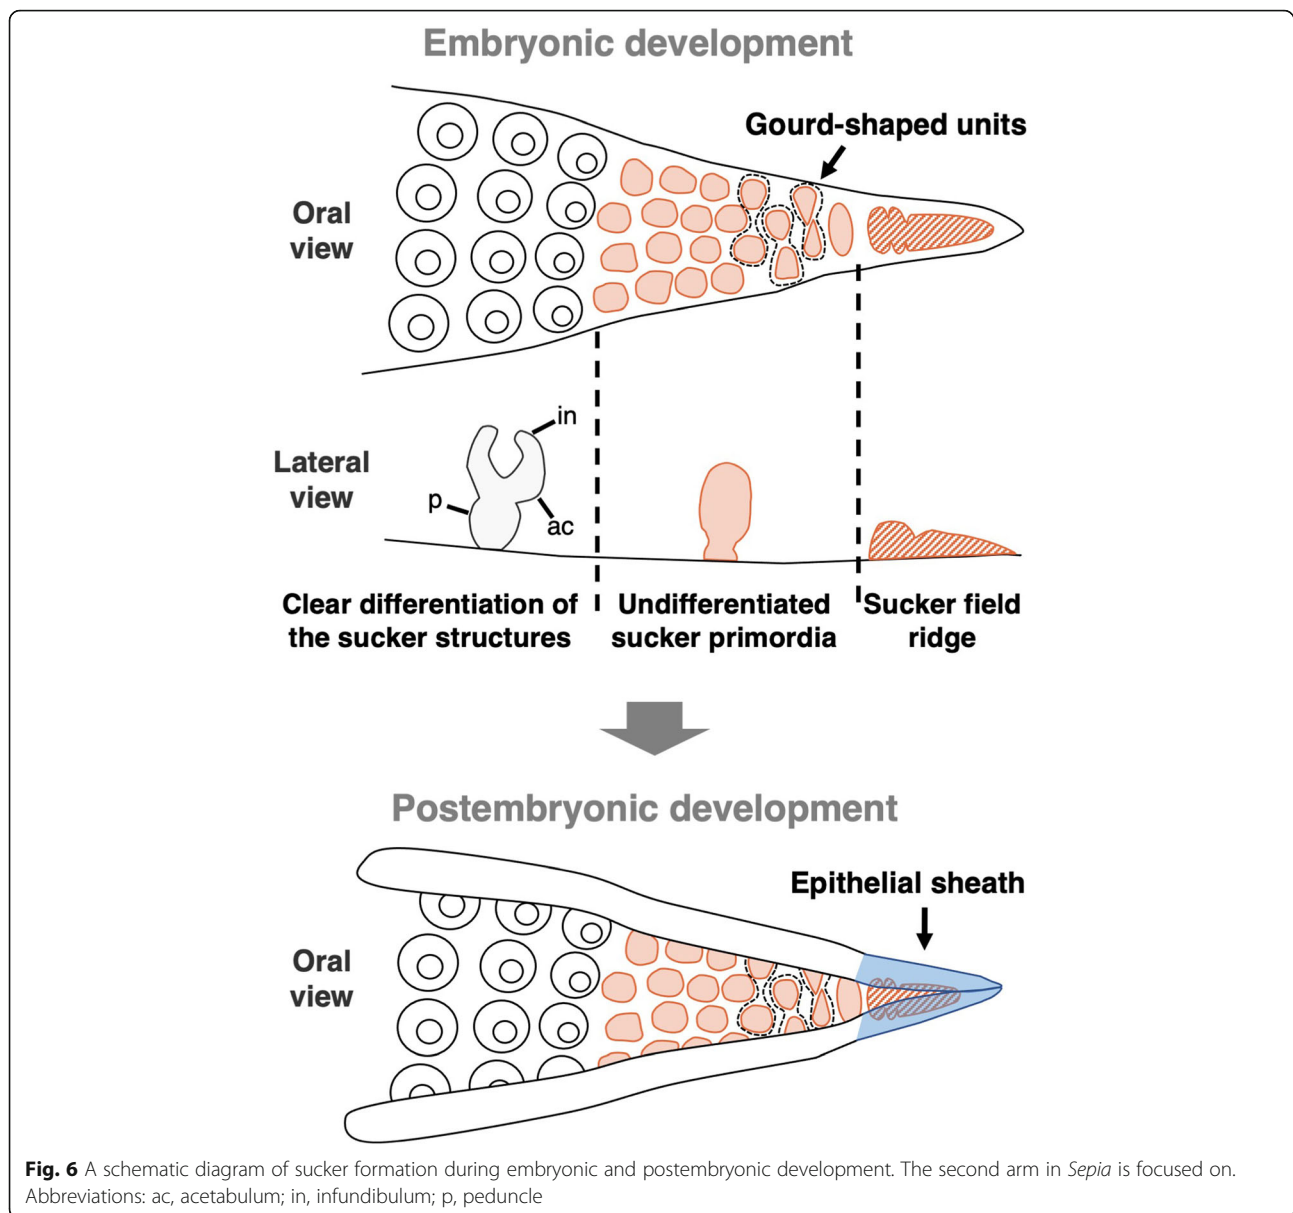 Embryonic development
Gourd-shaped units
Oral
view
Lateral
view
in
p
ac
Clear differentiation of
the sucker structures
Undifferentiated
sucker primordia
Sucker field
ridge
Postembryonic development
Epithelial sheath
Oral
view
Fig. 6 A schematic diagram of sucker formation during embryonic and postembryonic development. The second arm in Sepia is focused on.
Abbreviations: ac, acetabulum; in, infundibulum; p, peduncle